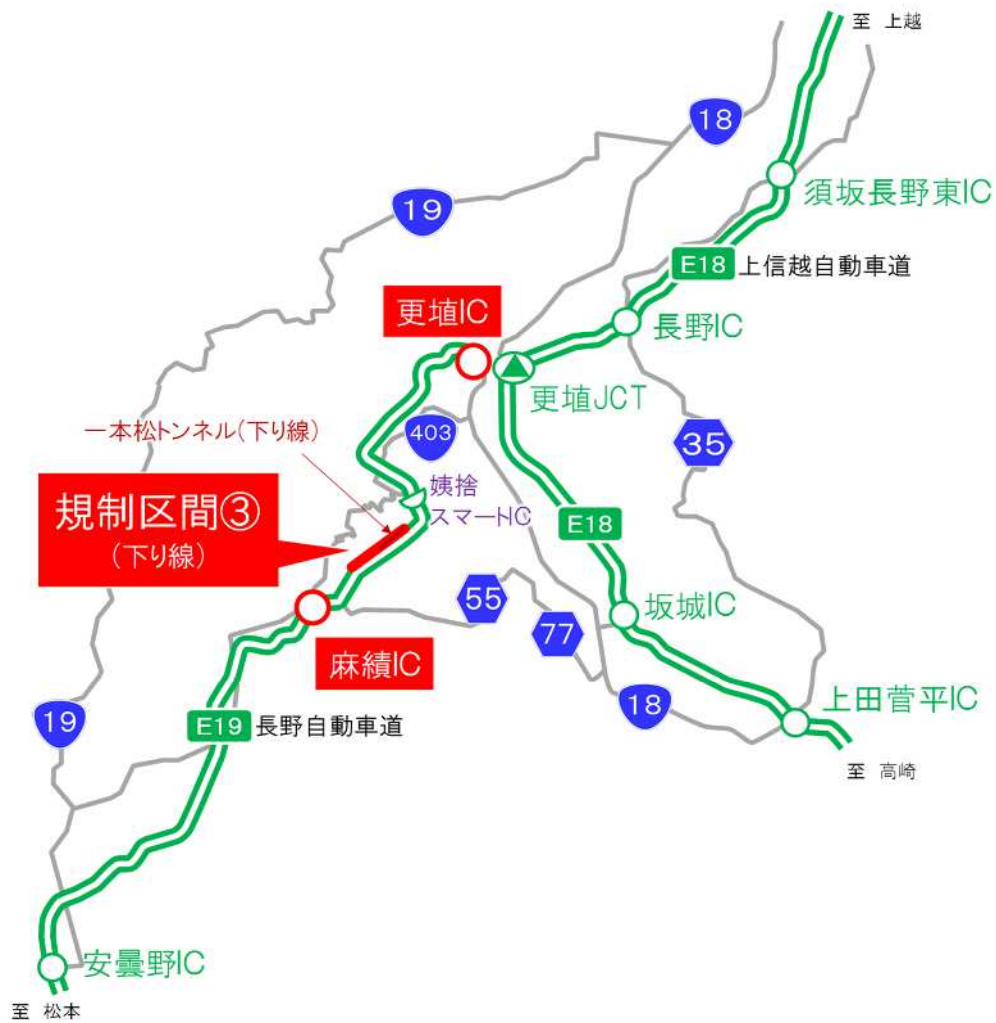 至 上越
18
須坂長野東IC
19
E18 上信越自動車道
更埴IC
長野IC
更埴JCT
一本松トンネル(下り線)
403
35
姨捨
スマートIC
規制区間③
(下り線)
E18
55
坂城IC
77
麻績IC
18
上田菅平IC
19
E19 長野自動車道
至 高崎
安曇野IC
至 松本